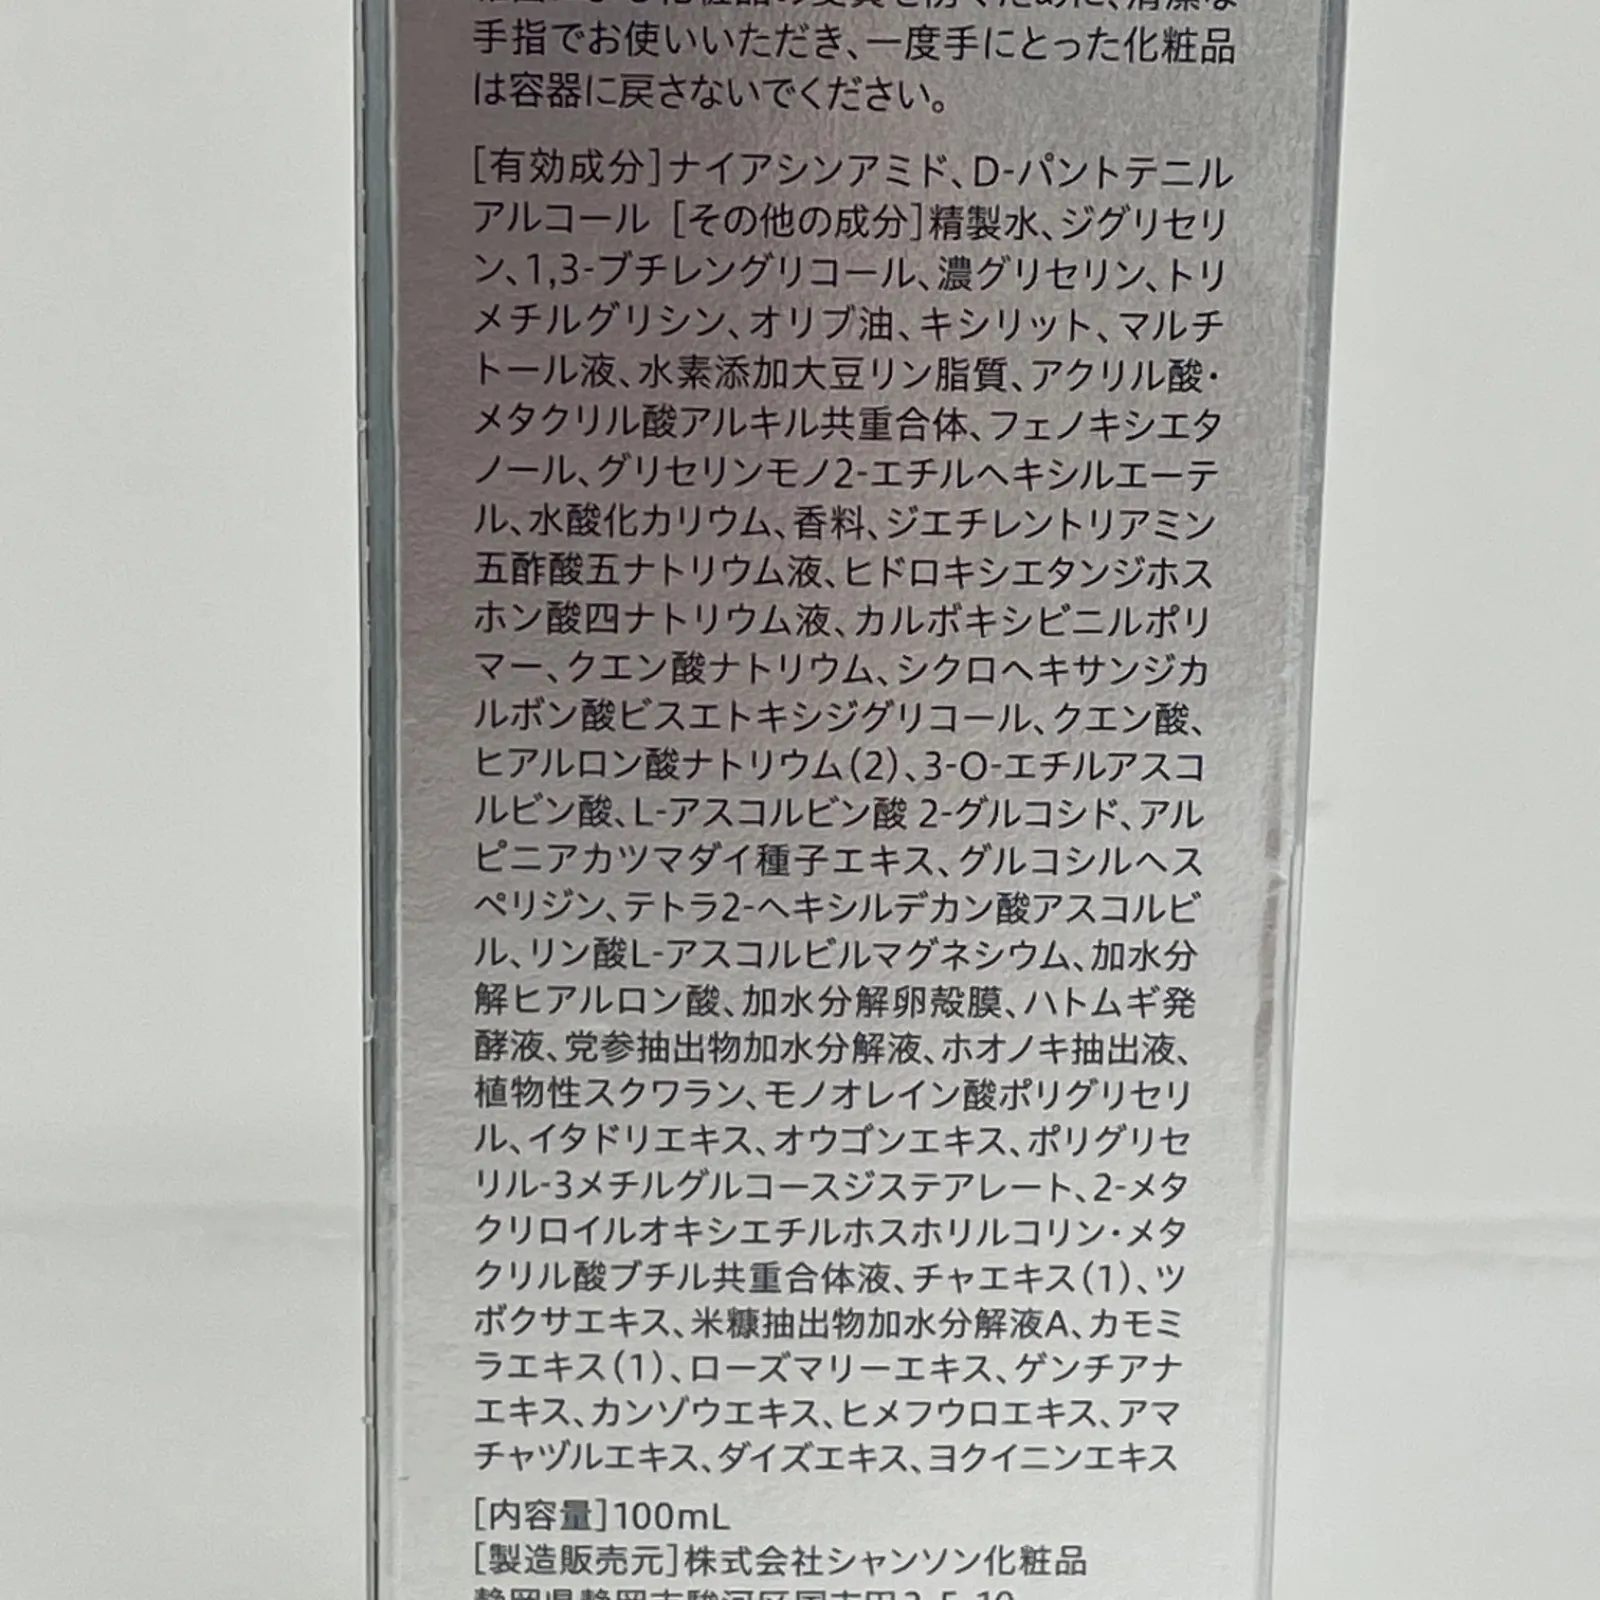 手指でお使いいただき、一度手にとった化粧品
は容器に戻さないでください。
[有効成分]ナイアシンアミド、D-パントテニル
アルコール [その他の成分]精製水、ジグリセリ
ン、1,3-ブチレングリコール、濃グリセリン、トリ
メチルグリシン、オリブ油、キシリット、マルチ
トール液、水素添加大豆リン脂質、アクリル酸・
メタクリル酸アルキル共重合体、フェノキシエタ
ノール、グリセリンモノ2-エチルヘキシルエーテ
ル、水酸化カリウム、香料、ジエチレントリアミン
五酢酸五ナトリウム液、ヒドロキシエタンジホス
ホン酸四ナトリウム液、カルボキシビニルポリ
マー、クエン酸ナトリウム、シクロヘキサンジカ
ルボン酸ビスエトキシジグリコール、クエン酸、
ヒアルロン酸ナトリウム(2)、3-O-エチルアスコ
ルビン酸、L-アスコルビン酸 2-グルコシド、アル
ピニアカツマダイ種子エキス、グルコシルヘス
ペリジン、テトラ2-ヘキシルデカン酸アスコルビ
ル、リン酸L-アスコルビルマグネシウム、加水分
解ヒアルロン酸、加水分解卵殻膜、ハトムギ発
酵液、党参抽出物加水分解液、ホオノキ抽出液、
植物性スクワラン、モノオレイン酸ポリグリセリ
ル、イタドリエキス、オウゴンエキス、ポリグリセ
リル-3メチルグルコースジステアレート、2-メタ
クリロイルオキシエチルホスホリルコリン・メタ
クリル酸ブチル共重合体液、チャエキス(1)、ツ
ボクサエキス、米糠抽出物加水分解液A、カモミ
ラエキス(1)、ローズマリーエキス、ゲンチアナ
エキス、カンゾウエキス、ヒメフウロエキス、アマ
チャヅルエキス、ダイズエキス、ヨクイニンエキス
[内容量]100mL
[製造販売元]株式会社シャンソン化粧品